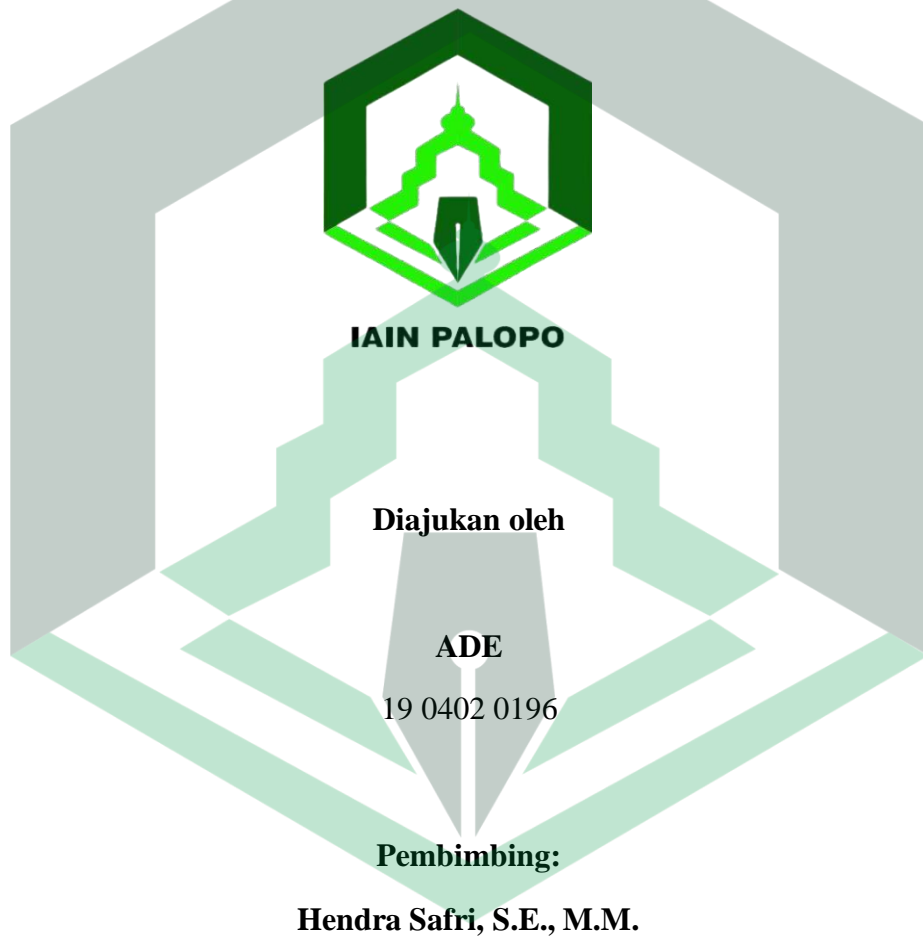 IAIN PALOPO
Diajukan oleh
ADE
19 0402 0196
Pembimbing:
Hendra Safri, S.E., M.M.